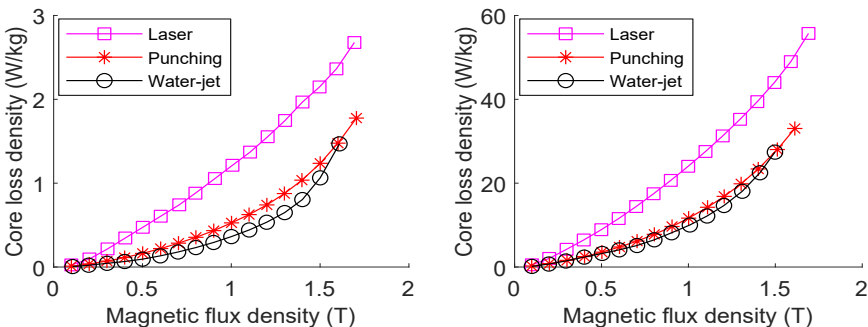 3
2
1
0
Core loss density (W/kg)
Laser
Punching
Water-jet
0
0.5
1
1.5
2
Magnetic flux density (T)
60
40
20
0
Core loss density (W/kg)
Laser
Punching
Water-jet
0
0.5
1
1.5
2
Magnetic flux density (T)